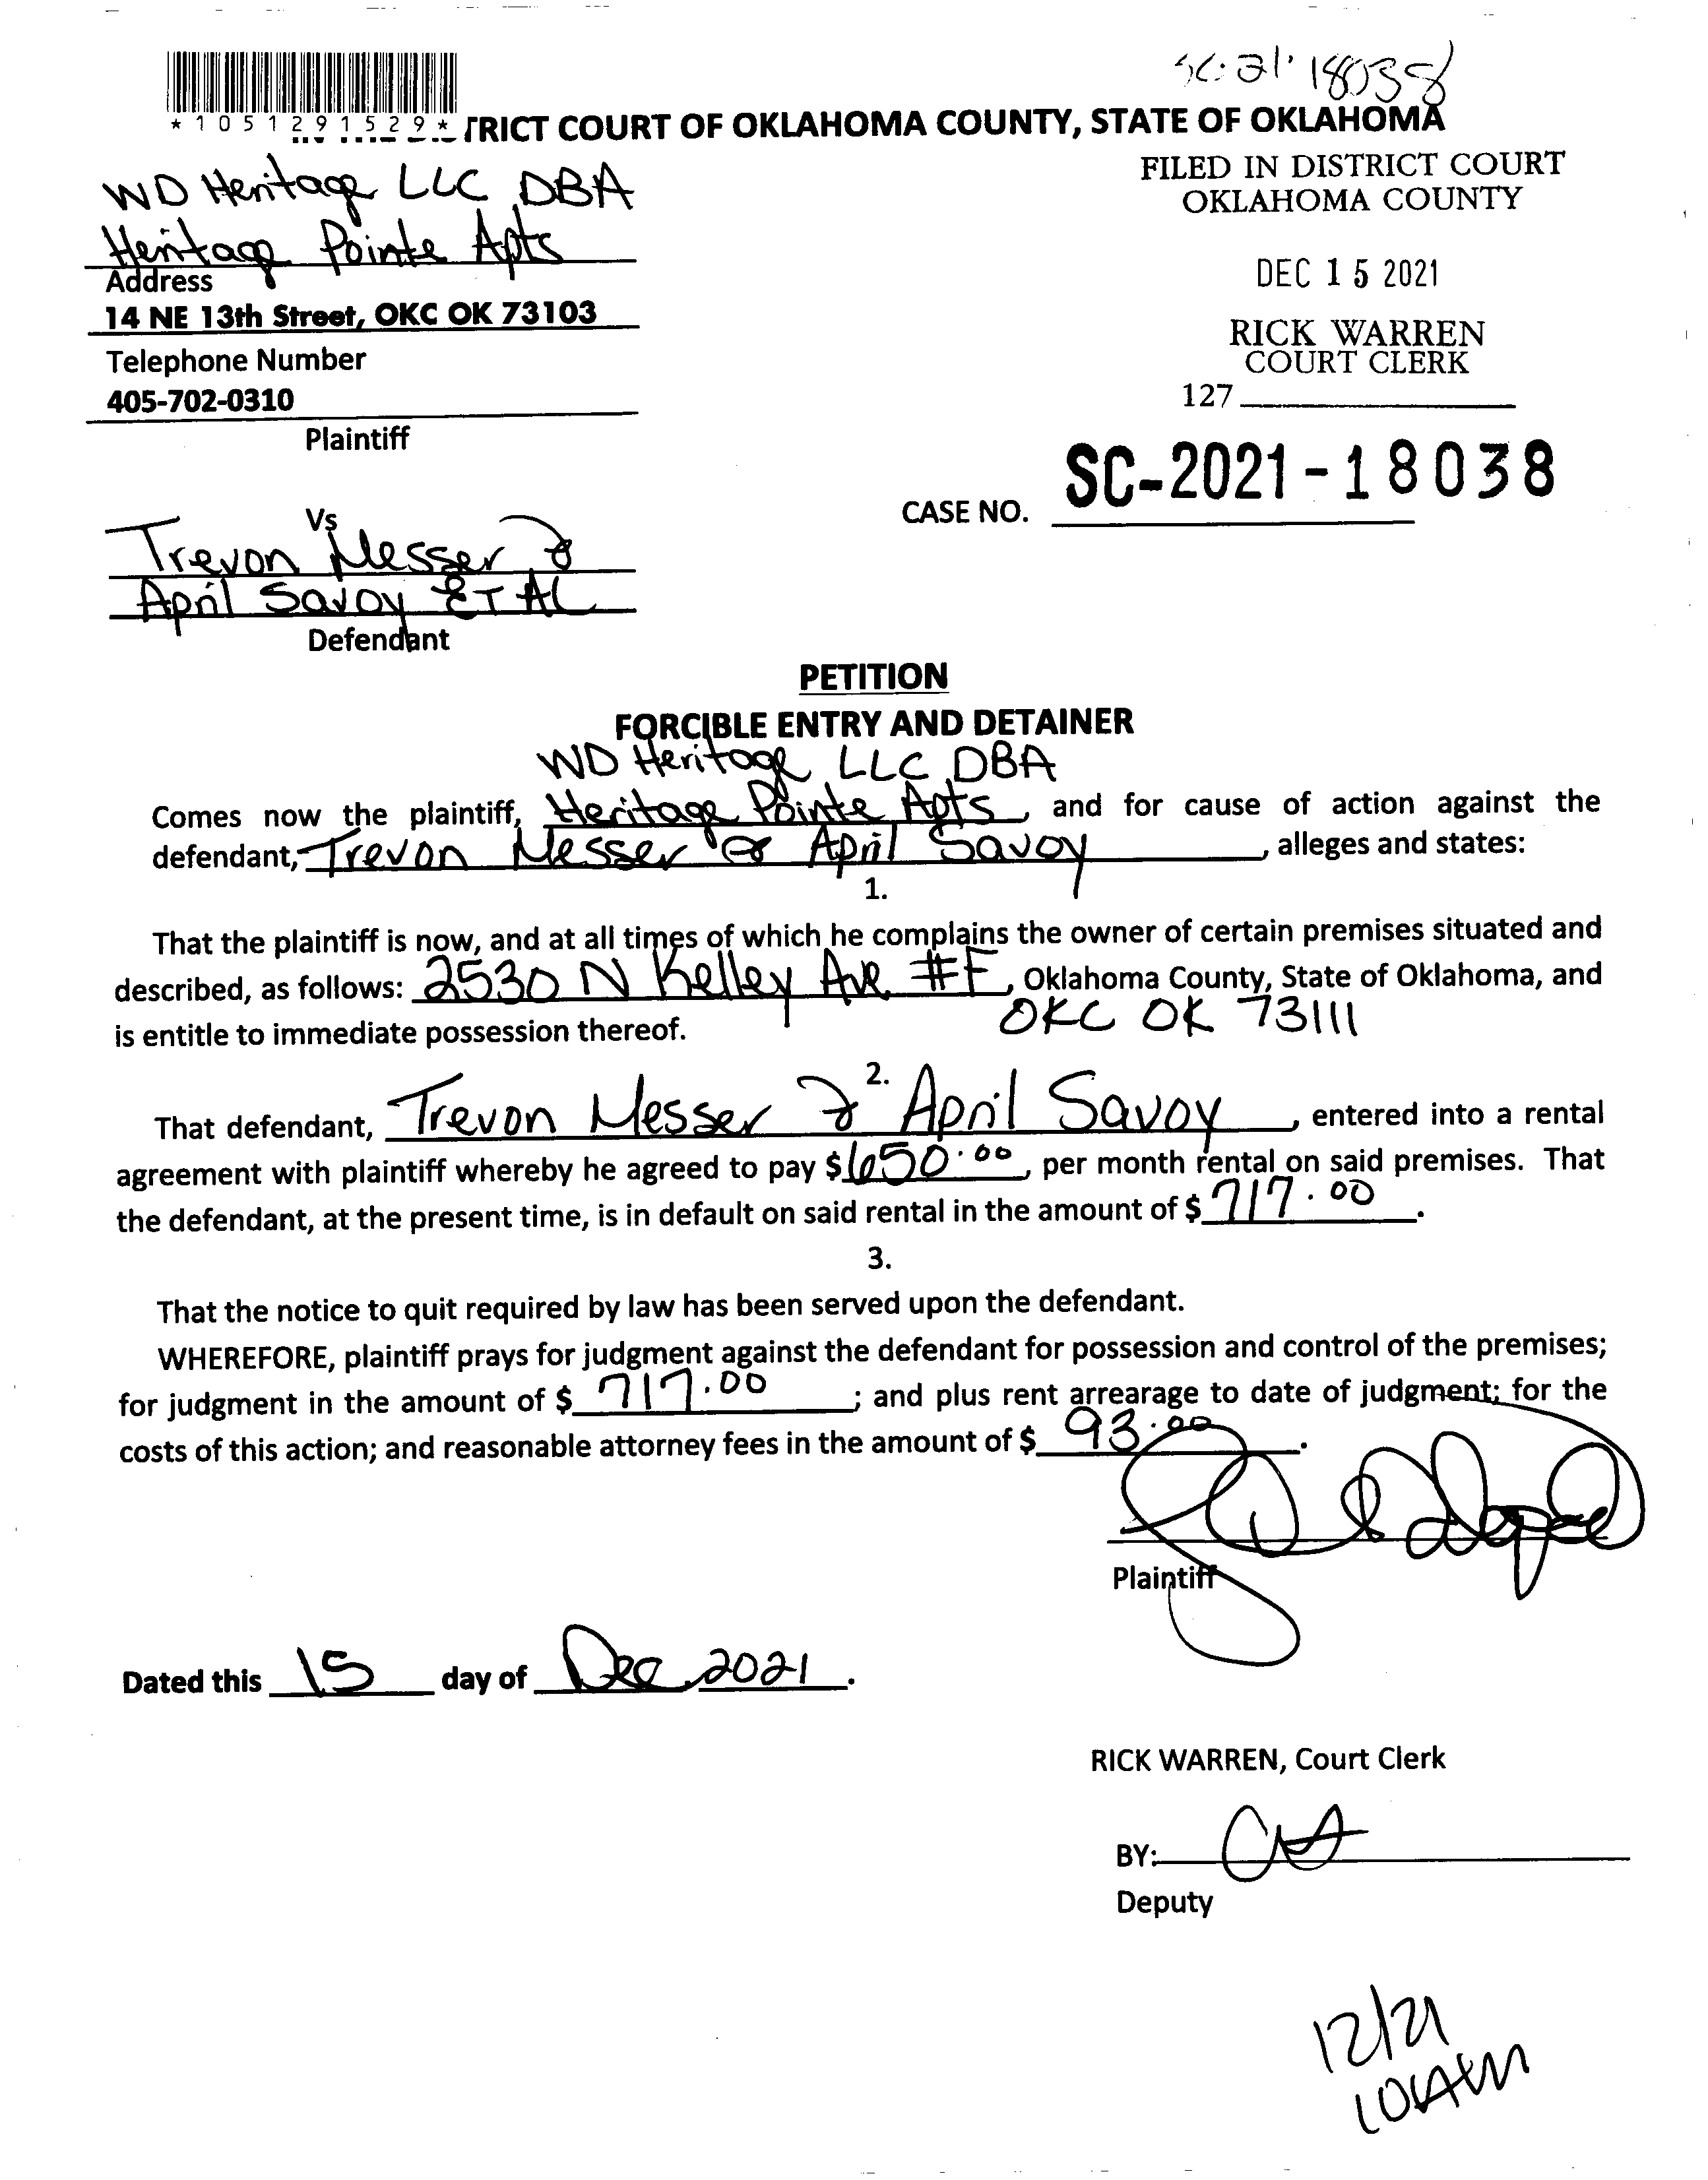 SC-21-18038
*1051291529* TRICT COURT OF OKLAHOMA COUNTY, STATE OF OKLAHOMA
FILED IN DISTRICT COURT
OKLAHOMA COUNTY
DEC 15 2021
RICK WARREN
COURT CLERK
127
WD Heritage LLC DBA
Heritage Pointe Apts
Address
14 NE 13th Street, OKC OK 73103
Telephone Number
405-702-0310
Plaintiff
CASE NO. SC-2021-18038
Vs
Trevon Messer &
April Savoy ET AL
Defendant
PETITION
FORCIBLE ENTRY AND DETAINER
WD Heritage LLC DBA
Comes now the plaintiff, Heritage Pointe Apts, and for cause of action against the
defendant, Trevon Messer & April Savoy, alleges and states:
1.
That the plaintiff is now, and at all times of which he complains the owner of certain premises situated and
described, as follows: 2530 N Kelley Ave #F, Oklahoma County, State of Oklahoma, and
is entitle to immediate possession thereof. OKC OK 73111
2.
That defendant, Trevon Messer & April Savoy, entered into a rental
agreement with plaintiff whereby he agreed to pay $650.00, per month rental on said premises. That
the defendant, at the present time, is in default on said rental in the amount of $717.00.
3.
That the notice to quit required by law has been served upon the defendant.
WHEREFORE, plaintiff prays for judgment against the defendant for possession and control of the premises;
for judgment in the amount of $717.00; and plus rent arrearage to date of judgment; for the
costs of this action; and reasonable attorney fees in the amount of $93.00.
Plaintiff
Dated this 15 day of Dec, 2021.
RICK WARREN, Court Clerk
BY:
Deputy
12/21
10AM